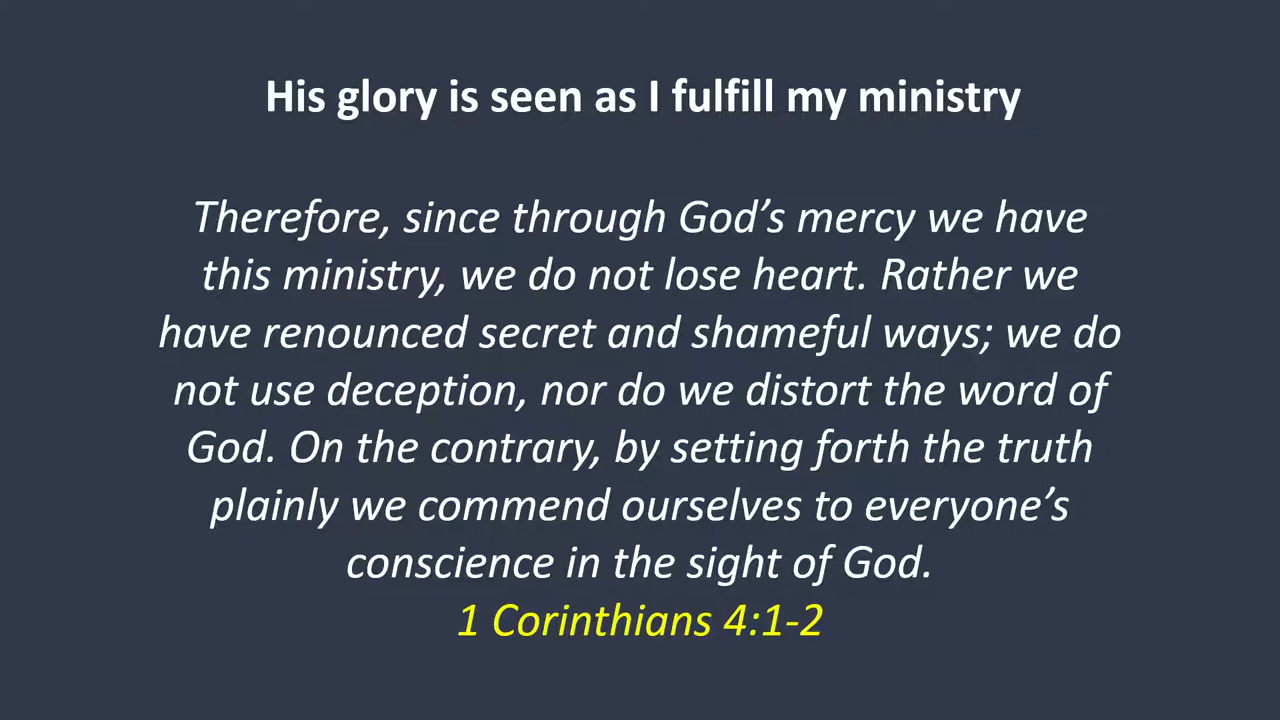 His glory is seen as I fulfill my ministry
Therefore, since through God’s mercy we have
this ministry, we do not lose heart. Rather we
have renounced secret and shameful ways; we do
not use deception, nor do we distort the word of
God. On the contrary, by setting forth the truth
plainly we commend ourselves to everyone’s
conscience in the sight of God.
1 Corinthians 4:1-2